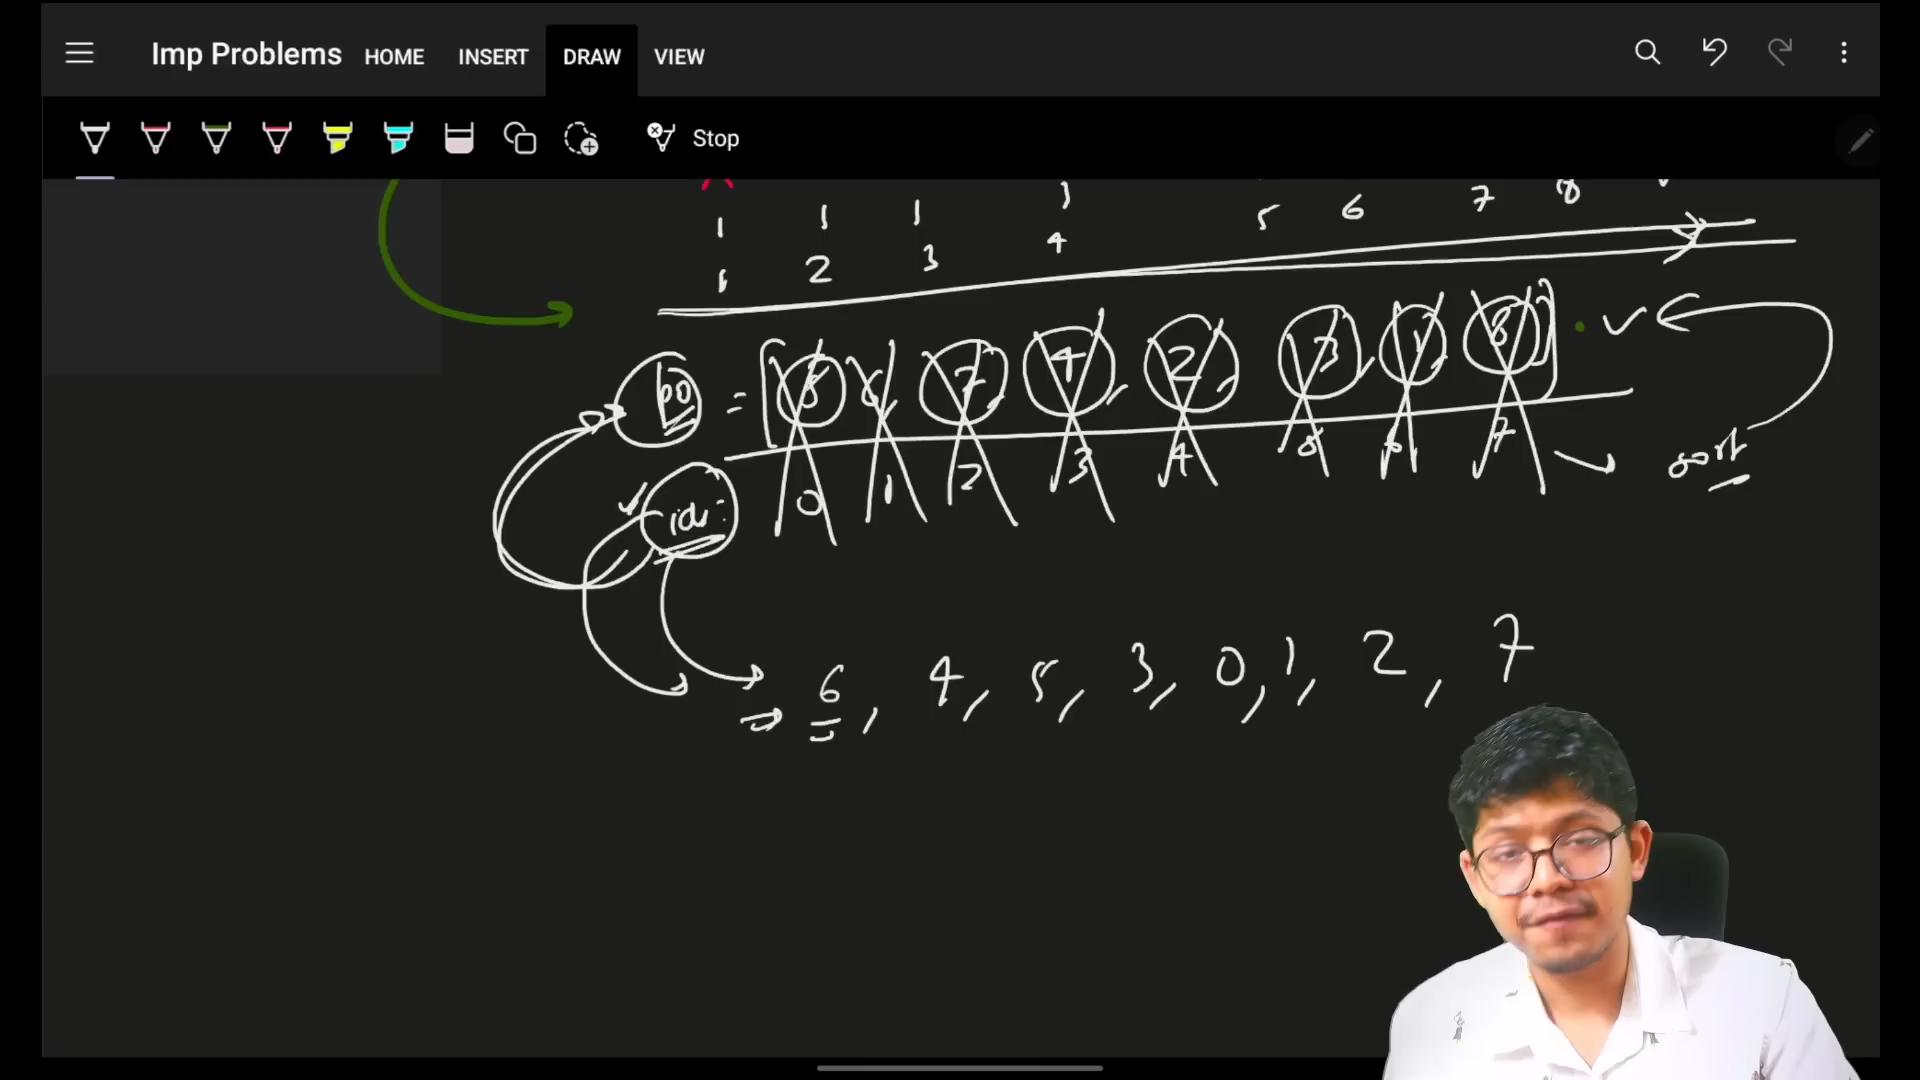 Imp Problems HOME INSERT DRAW VIEW
Stop
1 1 1 1 5 6 7 8
1 2 3 4
= [5, 6, 7, 4, 2, 3, 1, 8]
idx: 0 1 2 3 4 5 6 7 → sort
⇒ 6, 4, 5, 3, 0, 1, 2, 7